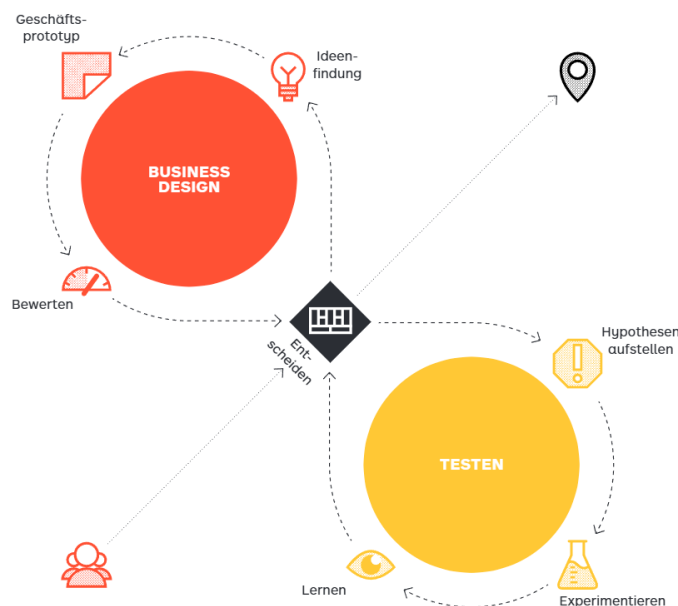 Geschäfts-
prototyp
Ideen-
findung
BUSINESS
DESIGN
Bewerten
Ent-
scheiden
Hypothesen
aufstellen
TESTEN
Lernen
Experimentieren